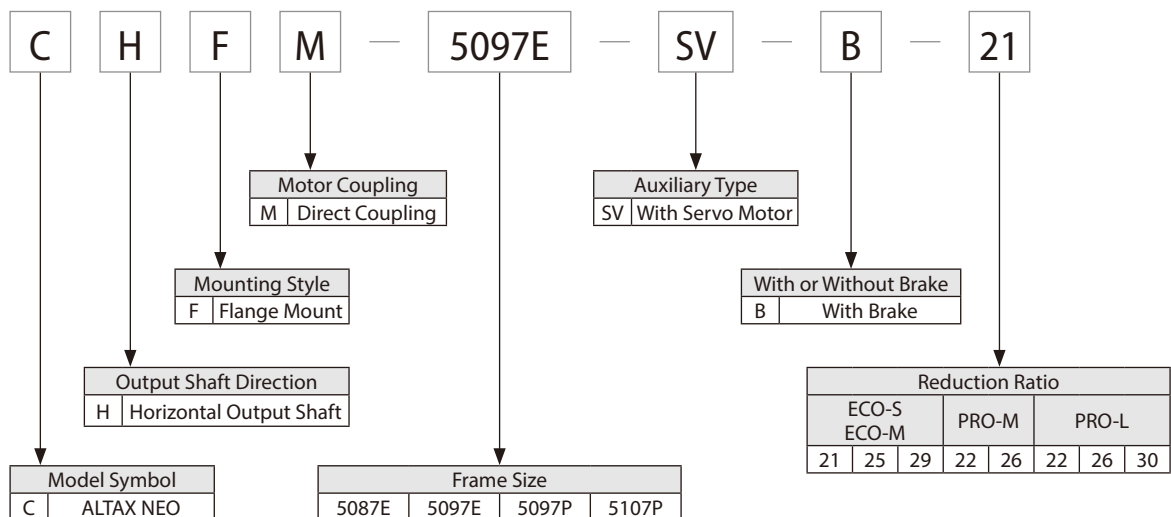 C H F M — 5097E — SV — B — 21
Motor Coupling
M Direct Coupling
Auxiliary Type
SV With Servo Motor
Mounting Style
F Flange Mount
With or Without Brake
B With Brake
Output Shaft Direction
H Horizontal Output Shaft
Reduction Ratio
ECO-S
ECO-M
PRO-M
PRO-L
21 25 29 22 26 22 26 30
Model Symbol
C ALTAX NEO
Frame Size
5087E 5097E 5097P 5107P